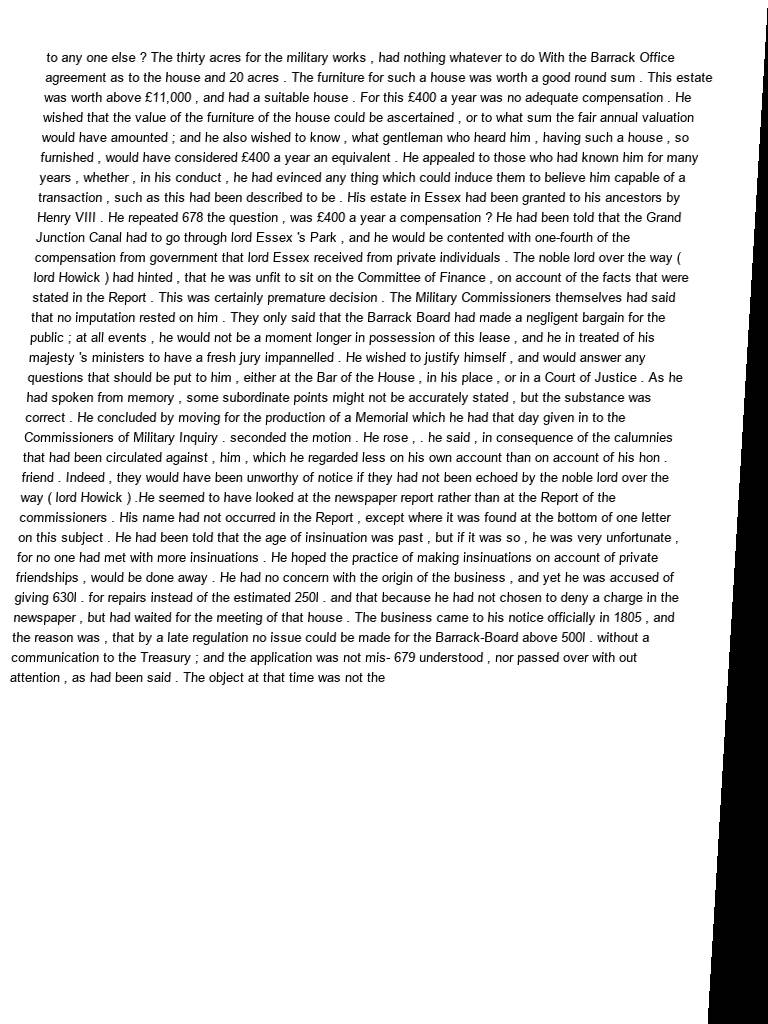 to any one else ? The thirty acres for the military works , had nothing whatever to do With the Barrack Office
agreement as to the house and 20 acres . The furniture for such a house was worth a good round sum . This estate
was worth above £11,000 , and had a suitable house . For this £400 a year was no adequate compensation . He
wished that the value of the furniture of the house could be ascertained , or to what sum the fair annual valuation
would have amounted ; and he also wished to know , what gentleman who heard him , having such a house , so
furnished , would have considered £400 a year an equivalent . He appealed to those who had known him for many
years , whether , in his conduct , he had evinced any thing which could induce them to believe him capable of a
transaction , such as this had been described to be . His estate in Essex had been granted to his ancestors by
Henry VIII . He repeated 678 the question , was £400 a year a compensation ? He had been told that the Grand
Junction Canal had to go through lord Essex 's Park , and he would be contented with one-fourth of the
compensation from government that lord Essex received from private individuals . The noble lord over the way (
lord Howick ) had hinted , that he was unfit to sit on the Committee of Finance , on account of the facts that were
stated in the Report . This was certainly premature decision . The Military Commissioners themselves had said
that no imputation rested on him . They only said that the Barrack Board had made a negligent bargain for the
public ; at all events , he would not be a moment longer in possession of this lease , and he in treated of his
majesty 's ministers to have a fresh jury impannelled . He wished to justify himself , and would answer any
questions that should be put to him , either at the Bar of the House , in his place , or in a Court of Justice . As he
had spoken from memory , some subordinate points might not be accurately stated , but the substance was
correct . He concluded by moving for the production of a Memorial which he had that day given in to the
Commissioners of Military Inquiry . seconded the motion . He rose , . he said , in consequence of the calumnies
that had been circulated against , him , which he regarded less on his own account than on account of his hon .
friend . Indeed , they would have been unworthy of notice if they had not been echoed by the noble lord over the
way ( lord Howick ) .He seemed to have looked at the newspaper report rather than at the Report of the
commissioners . His name had not occurred in the Report , except where it was found at the bottom of one letter
on this subject . He had been told that the age of insinuation was past , but if it was so , he was very unfortunate ,
for no one had met with more insinuations . He hoped the practice of making insinuations on account of private
friendships , would be done away . He had no concern with the origin of the business , and yet he was accused of
giving 630l . for repairs instead of the estimated 250l . and that because he had not chosen to deny a charge in the
newspaper , but had waited for the meeting of that house . The business came to his notice officially in 1805 , and
the reason was , that by a late regulation no issue could be made for the Barrack-Board above 500l . without a
communication to the Treasury ; and the application was not mis- 679 understood , nor passed over with out
attention , as had been said . The object at that time was not the